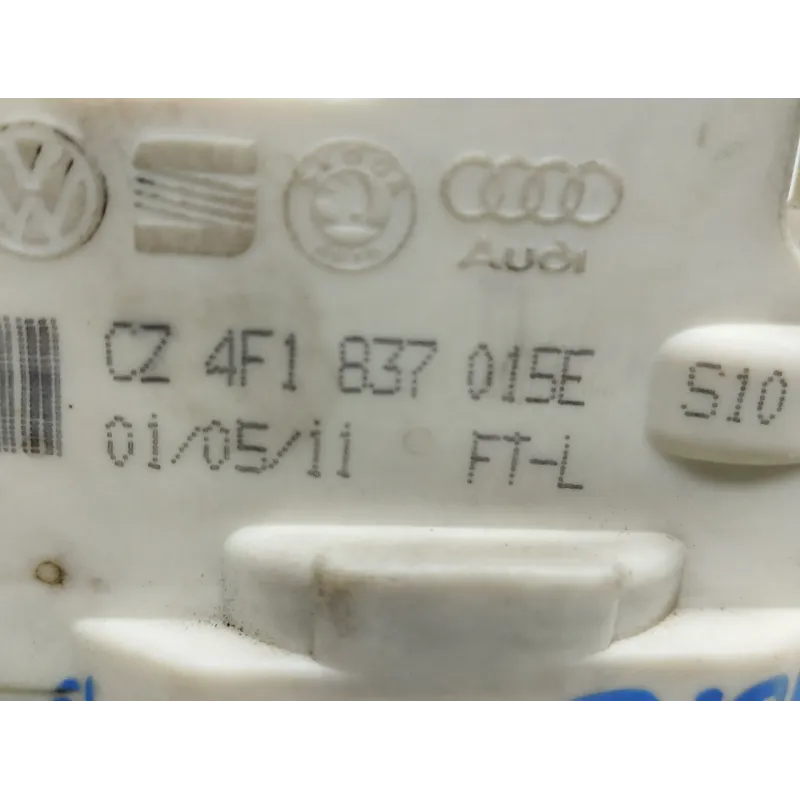 Audi
CZ 4F1 837 015E
S10
01/05/11 FT-L